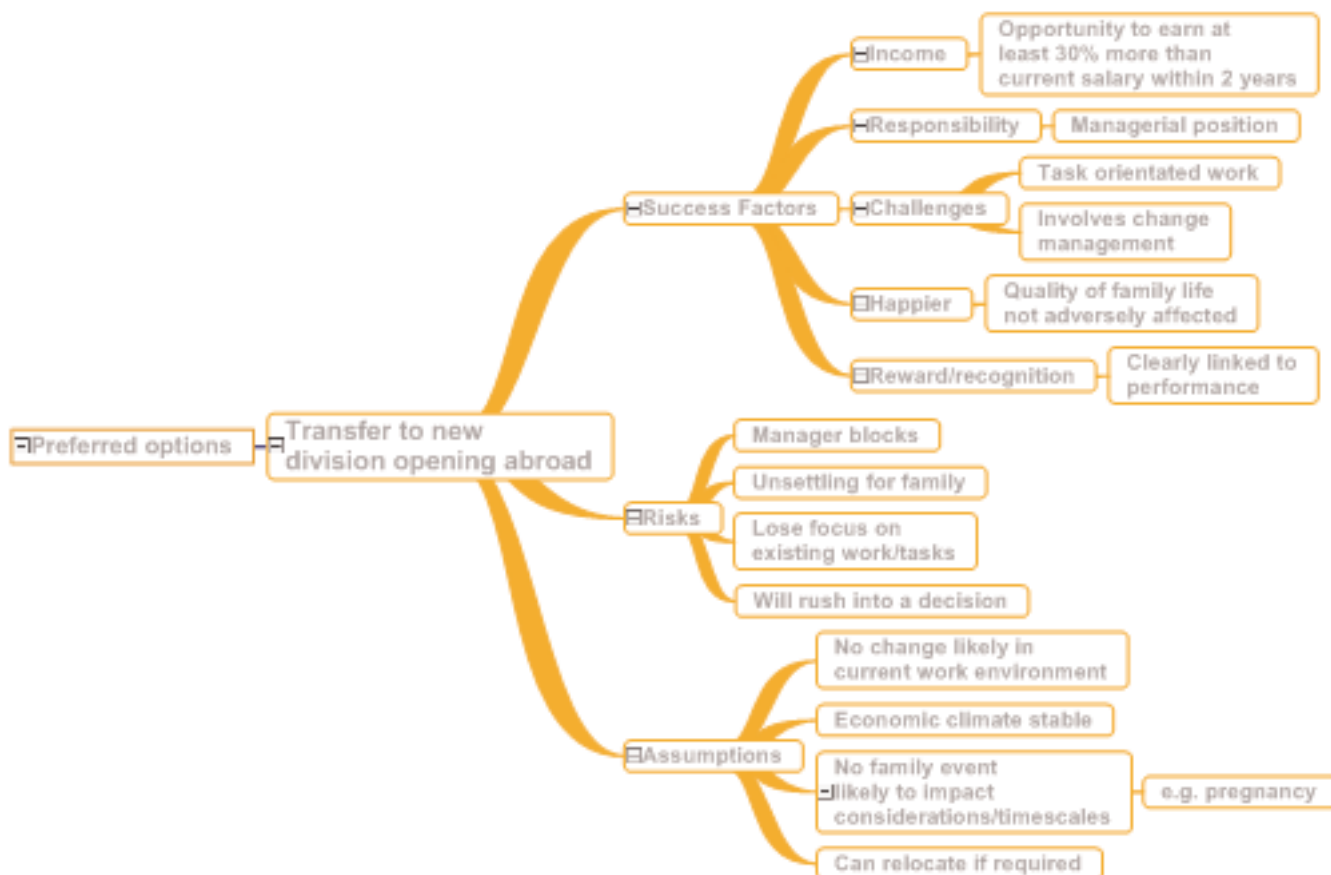 Preferred options
Transfer to new
division opening abroad
Success Factors
Income
Opportunity to earn at
least 30% more than
current salary within 2 years
Responsibility
Managerial position
Challenges
Task orientated work
Involves change
management
Happier
Quality of family life
not adversely affected
Reward/recognition
Clearly linked to
performance
Risks
Manager blocks
Unsettling for family
Lose focus on
existing work/tasks
Will rush into a decision
Assumptions
No change likely in
current work environment
Economic climate stable
No family event
likely to impact
considerations/timescales
e.g. pregnancy
Can relocate if required